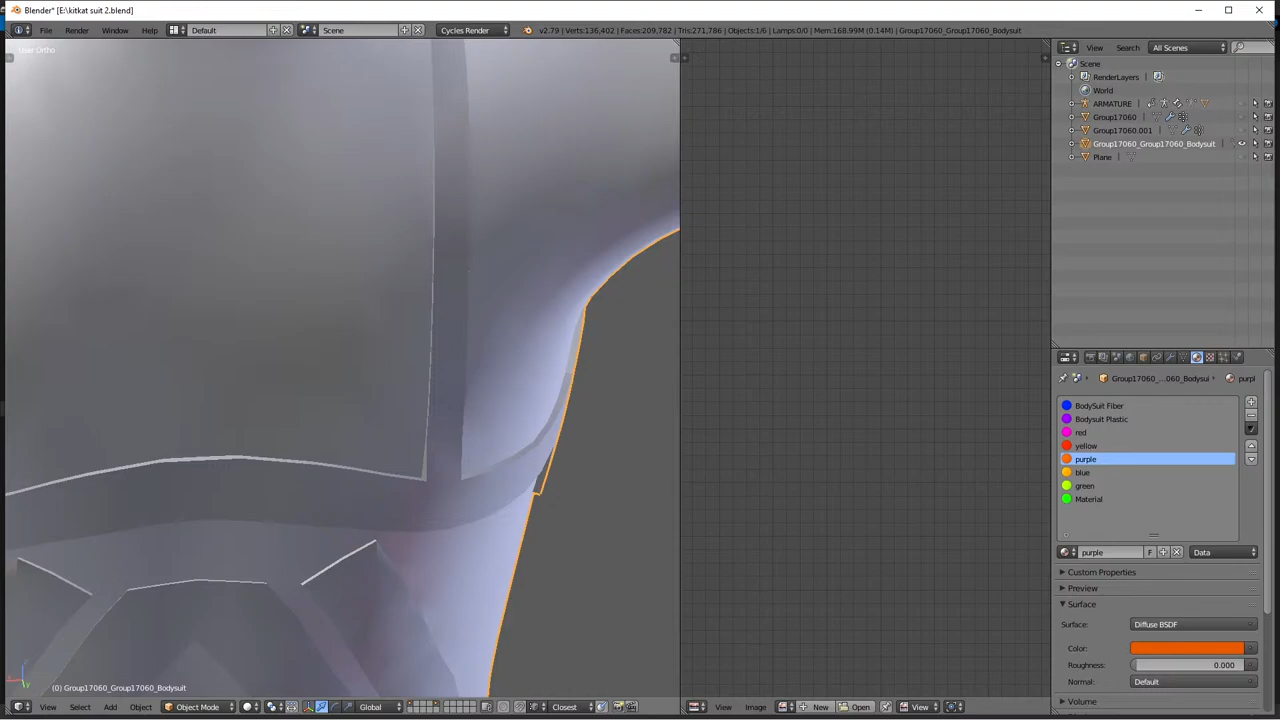 Blender* [E:\kitkat suit 2.blend]
File Render Window Help Default Scene Cycles Render v2.79 | Verts:136,402 | Faces:209,782 | Tris:271,786 | Objects:1/6 | Lamps:0/0 | Mem:168.99M (0.14M) | Group17060_Group17060_Bodysuit
User Ortho
View Search All Scenes
Scene
RenderLayers
World
ARMATURE
Group17060
Group17060.001
Group17060_Group17060_Bodysuit
Plane
Group17060_...060_Bodysui purpl
BodySuit Fiber
Bodysuit Plastic
red
yellow
purple
blue
green
Material
purple F Data
Custom Properties
Preview
Surface
Surface: Diffuse BSDF
Color:
Roughness: 0.000
Normal: Default
Volume
(0) Group17060_Group17060_Bodysuit
View Select Add Object Object Mode Global Closest
View Image New Open View